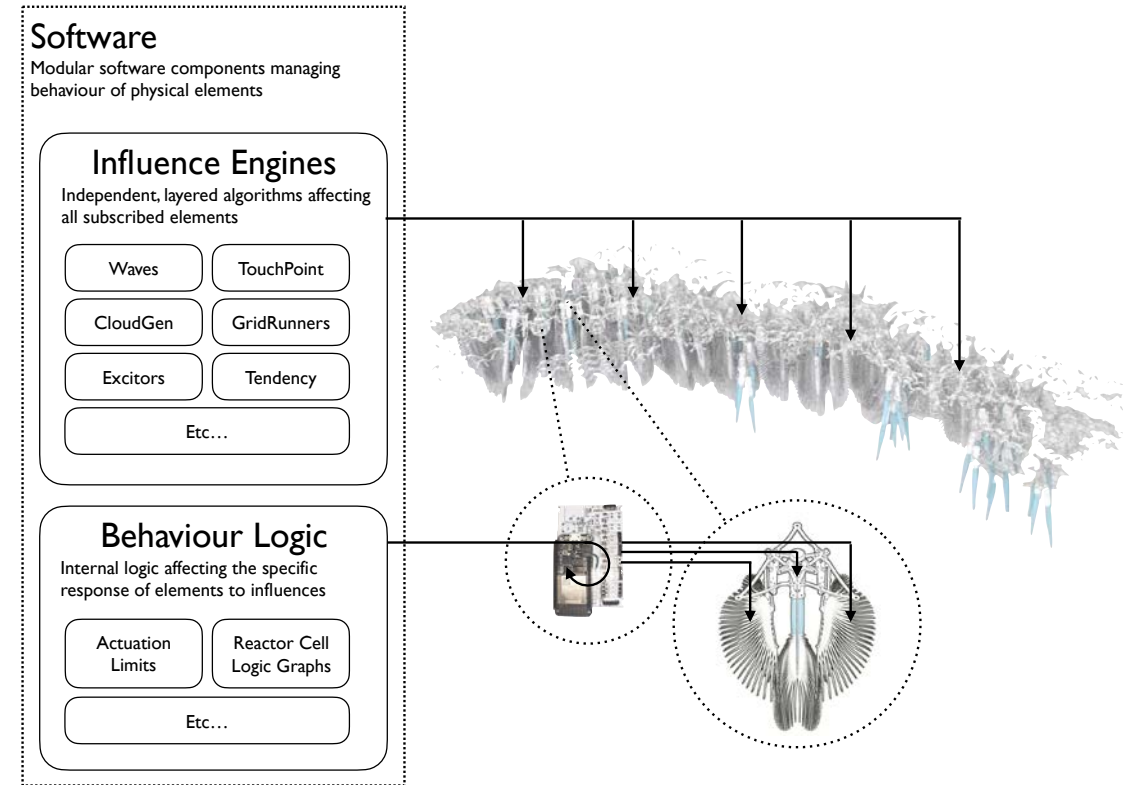 Software
Modular software components managing
behaviour of physical elements
Influence Engines
Independent, layered algorithms affecting
all subscribed elements
Waves
TouchPoint
CloudGen
GridRunners
Excitors
Tendency
Etc…
Behaviour Logic
Internal logic affecting the specific
response of elements to influences
Actuation
Limits
Reactor Cell
Logic Graphs
Etc…